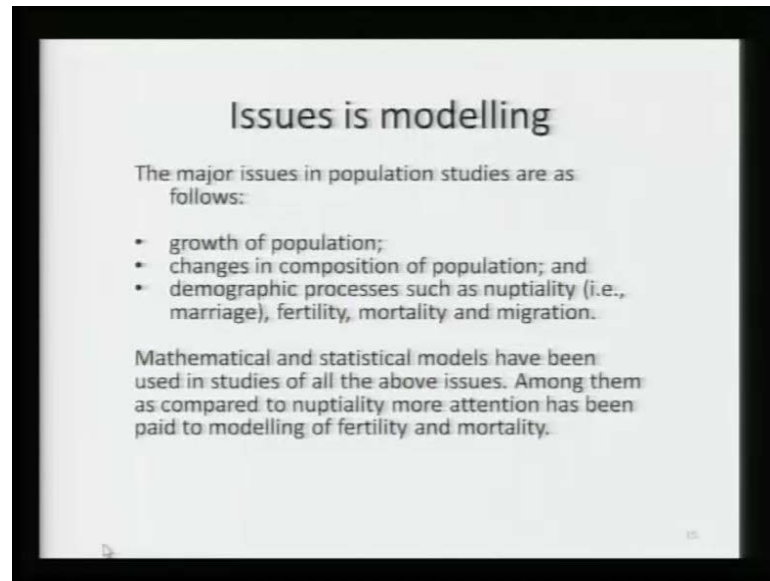 Issues is modelling
The major issues in population studies are as
follows:
• growth of population;
• changes in composition of population; and
• demographic processes such as nuptiality (i.e.,
marriage), fertility, mortality and migration.
Mathematical and statistical models have been
used in studies of all the above issues. Among them
as compared to nuptiality more attention has been
paid to modelling of fertility and mortality.